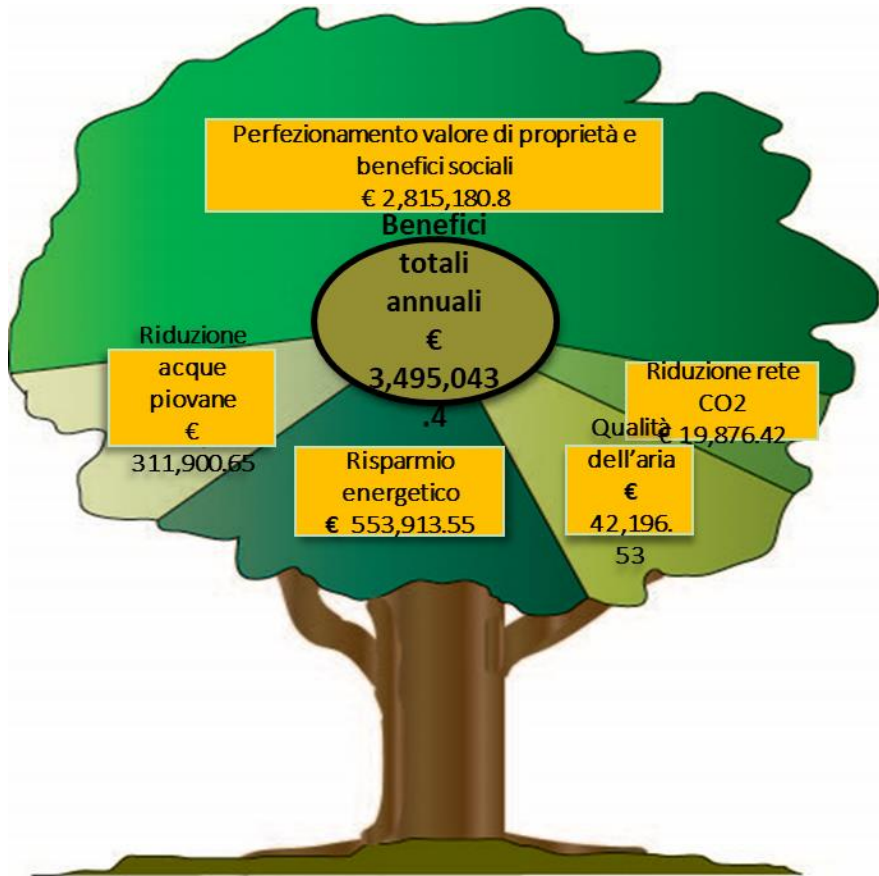 Perfezionamento valore di proprietà e
benefici sociali
€ 2,815,180.8
Benefici
totali
annuali
€
3,495,043
.4
Riduzione
acque
piovane
€
311,900.65
Risparmio
energetico
€ 553,913.55
Qualità
dell’aria
€
42,196.
53
Riduzione rete
CO2
€ 19,876.42